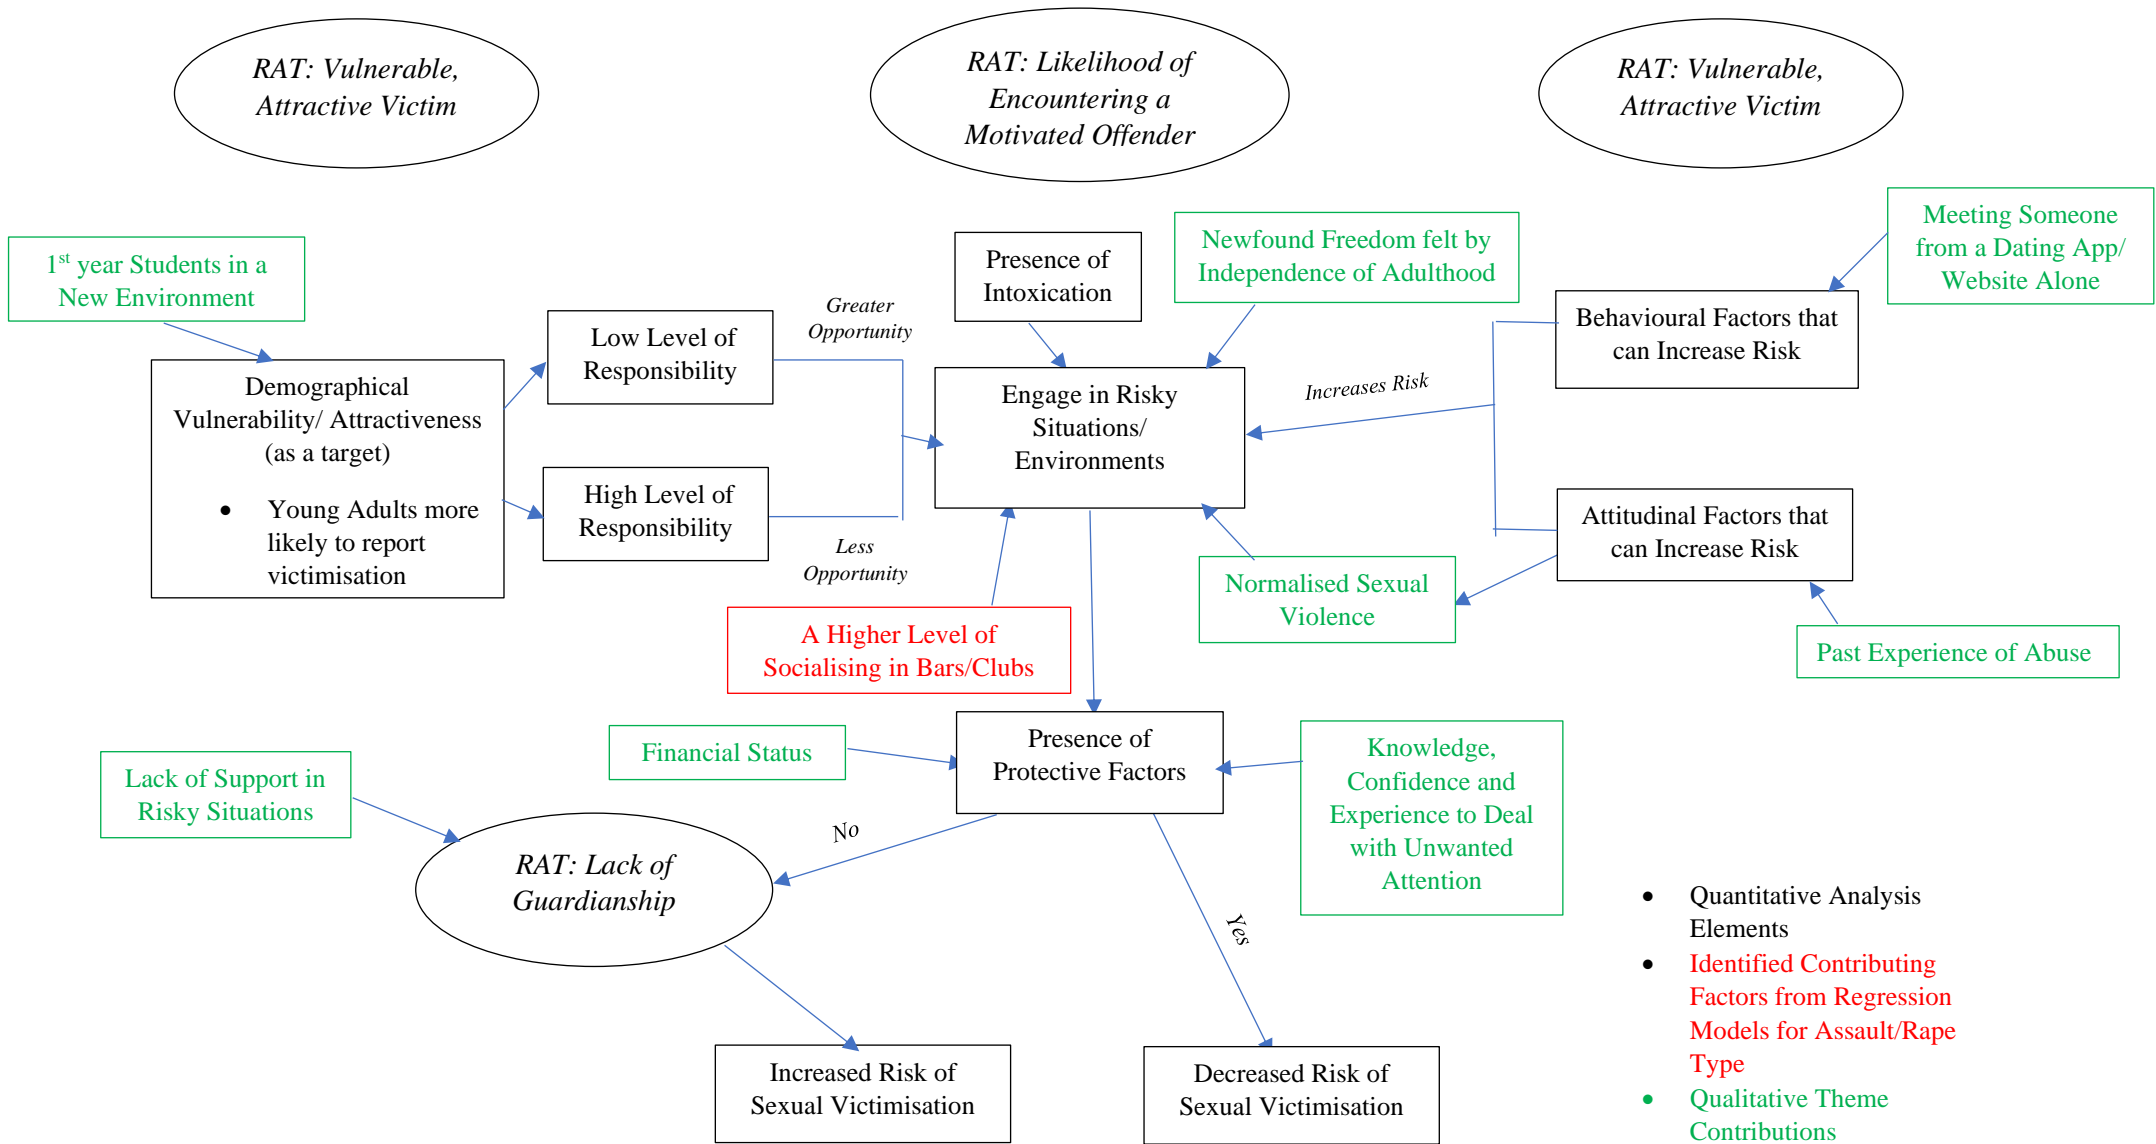 RAT: Vulnerable,
Attractive Victim
RAT: Likelihood of
Encountering a
Motivated Offender
RAT: Vulnerable,
Attractive Victim
1st year Students in a
New Environment
Presence of
Intoxication
Newfound Freedom felt by
Independence of Adulthood
Meeting Someone
from a Dating App/
Website Alone
Demographical
Vulnerability/ Attractiveness
(as a target)
• Young Adults more
likely to report
victimisation
Low Level of
Responsibility
Greater
Opportunity
High Level of
Responsibility
Less
Opportunity
Engage in Risky
Situations/
Environments
Increases Risk
Behavioural Factors that
can Increase Risk
Attitudinal Factors that
can Increase Risk
Normalised Sexual
Violence
Past Experience of Abuse
A Higher Level of
Socialising in Bars/Clubs
Financial Status
Presence of
Protective Factors
Knowledge,
Confidence and
Experience to Deal
with Unwanted
Attention
Lack of Support in
Risky Situations
No
RAT: Lack of
Guardianship
Yes
Increased Risk of
Sexual Victimisation
Decreased Risk of
Sexual Victimisation
• Quantitative Analysis
Elements
• Identified Contributing
Factors from Regression
Models for Assault/Rape
Type
• Qualitative Theme
Contributions